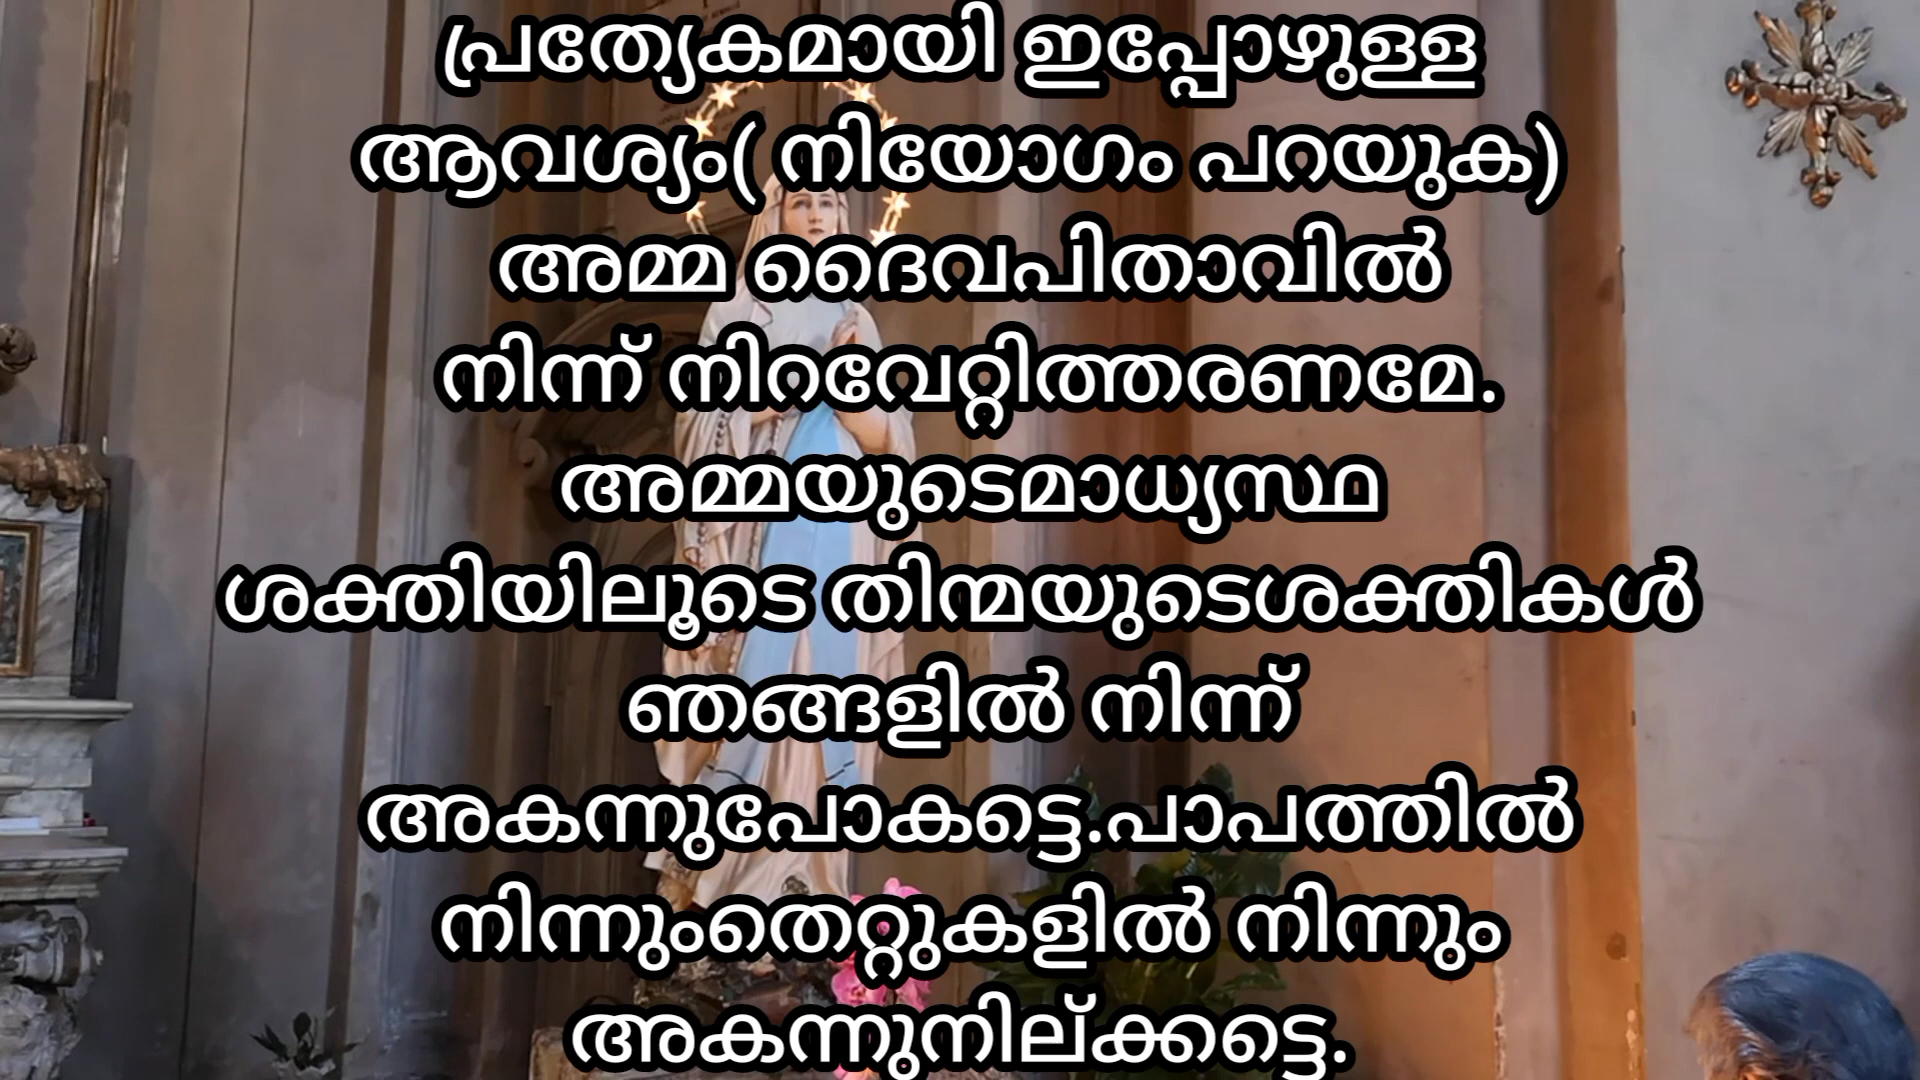 പ്രത്യേകമായി ഇപ്പോഴുള്ള
ആവശ്യം( നിയോഗം പറയുക)
അമ്മ ദൈവപിതാവിൽ
നിന്ന് നിറവേറ്റിത്തരണമേ.
അമ്മയുടെമാധ്യസ്ഥ
ശക്തിയിലൂടെ തിന്മയുടെശക്തികൾ
ഞങ്ങളിൽ നിന്ന്
അകന്നുപോകട്ടെ.പാപത്തിൽ
നിന്നുംതെറ്റുകളിൽ നിന്നും
അകന്നുനില്ക്കട്ടെ.